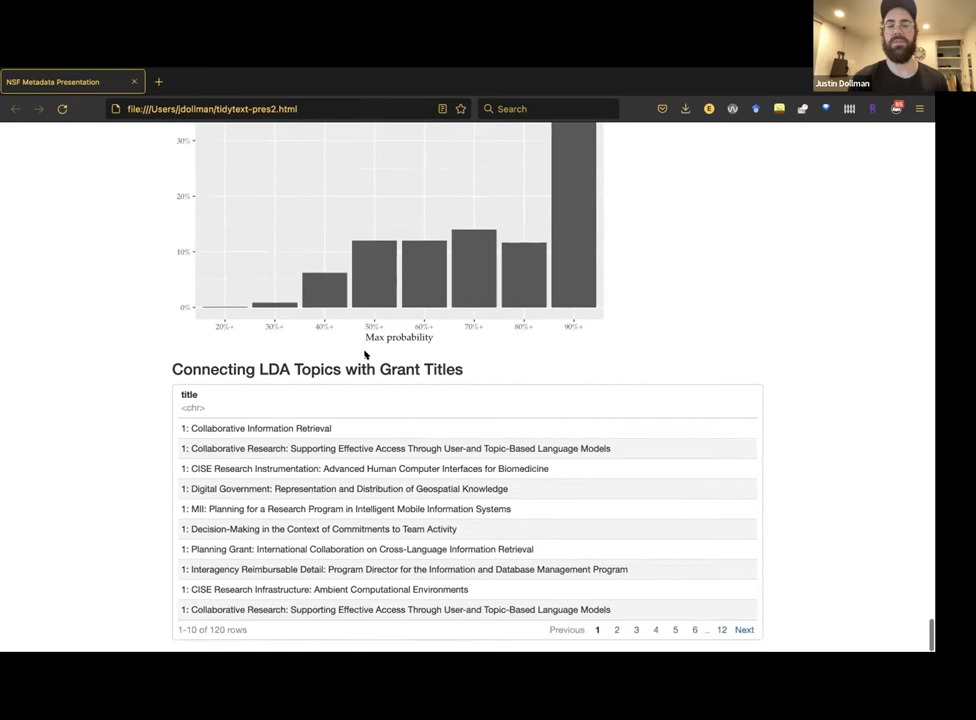 Justin Dollman
NSF Metadata Presentation
file:///Users/jdollman/tidytext-pres2.html
Search
85
30%
20%
10%
0%
20%+ 30%+ 40%+ 50%+ 60%+ 70%+ 80%+ 90%+
Max probability
Connecting LDA Topics with Grant Titles
title
<chr>
1: Collaborative Information Retrieval
1: Collaborative Research: Supporting Effective Access Through User-and Topic-Based Language Models
1: CISE Research Instrumentation: Advanced Human Computer Interfaces for Biomedicine
1: Digital Government: Representation and Distribution of Geospatial Knowledge
1: MII: Planning for a Research Program in Intelligent Mobile Information Systems
1: Decision-Making in the Context of Commitments to Team Activity
1: Planning Grant: International Collaboration on Cross-Language Information Retrieval
1: Interagency Reimbursable Detail: Program Director for the Information and Database Management Program
1: CISE Research Infrastructure: Ambient Computational Environments
1: Collaborative Research: Supporting Effective Access Through User-and Topic-Based Language Models
1-10 of 120 rows Previous 1 2 3 4 5 6 .. 12 Next